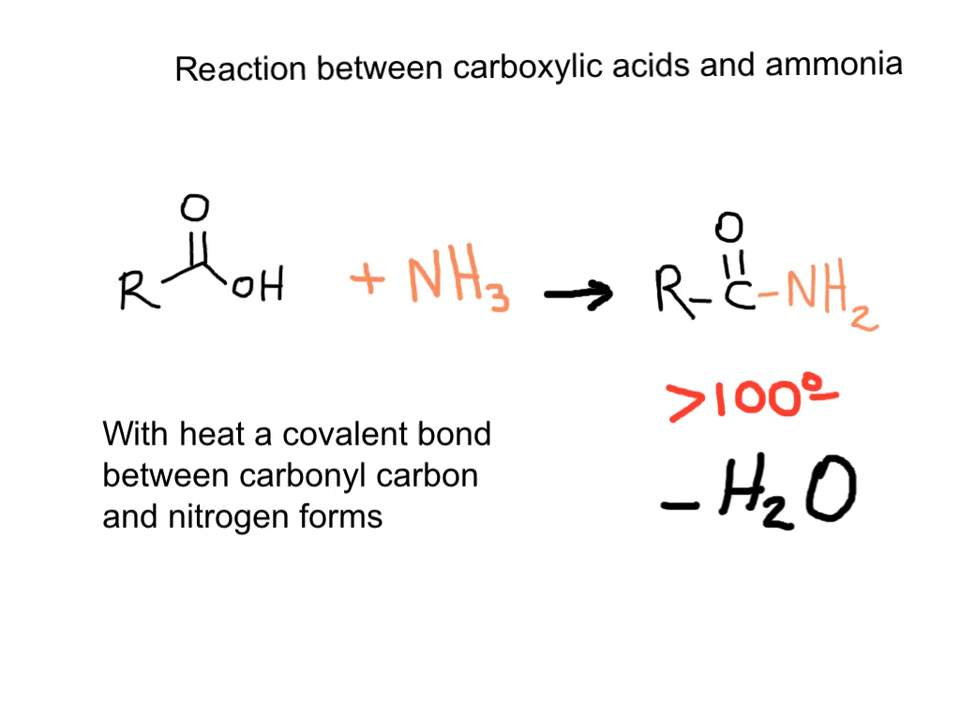 Reaction between carboxylic acids and ammonia
O
R OH + NH3 → R-C-NH2
O
>100º
With heat a covalent bond
between carbonyl carbon
and nitrogen forms
-H2O